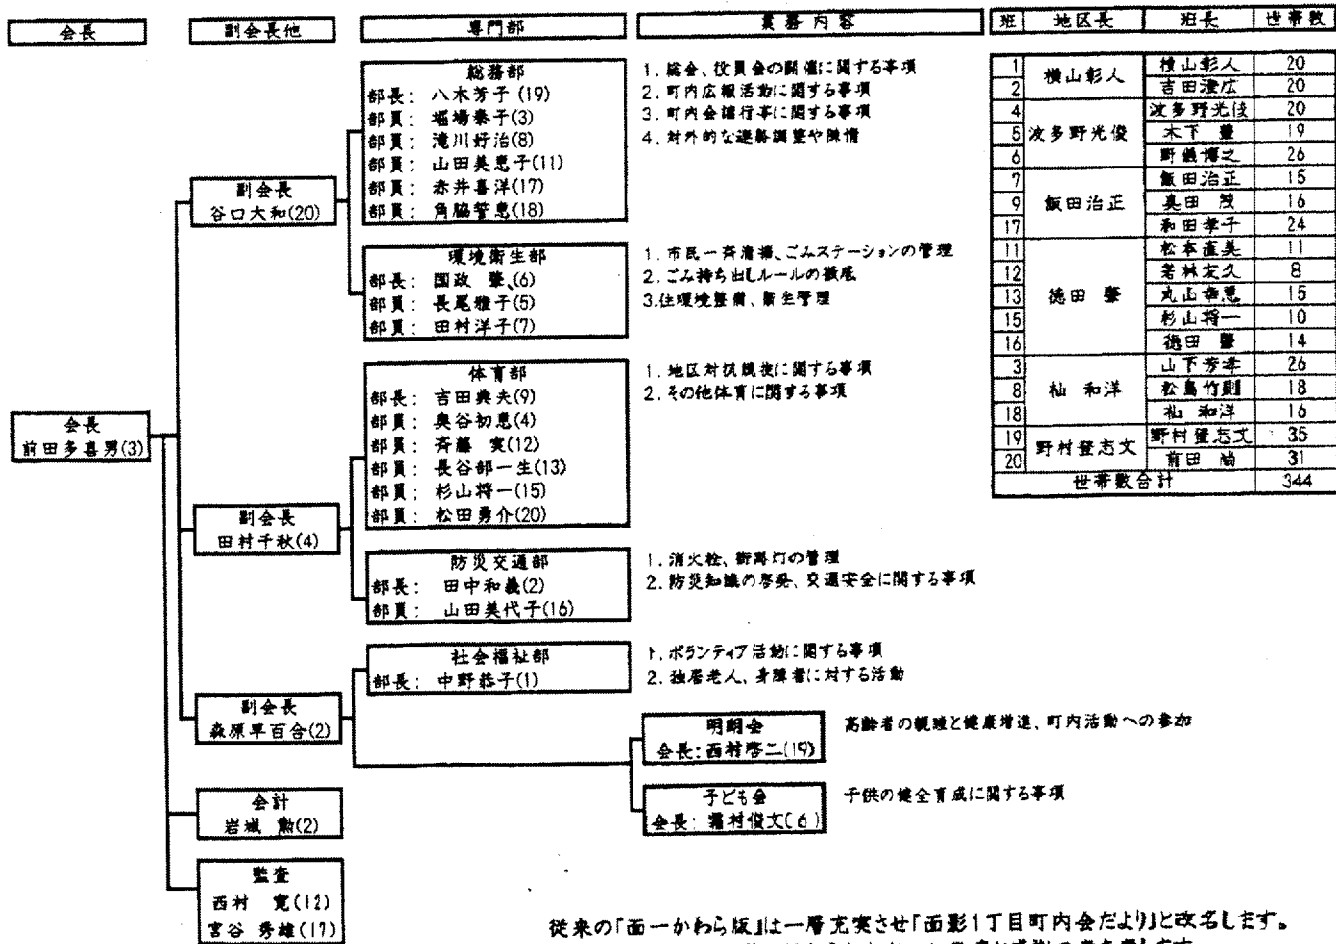 会長 副会長他 専門部 業務内容
会長
前田多喜男(3)
副会長
谷口大和(20)
総務部
部長: 八木芳子(19)
部員: 堀場泰子(3)
部員: 滝川好治(8)
部員: 山田美恵子(11)
部員: 赤井喜洋(17)
部員: 角脇誓恵(18)
1. 総会、役員会の開催に関する事項
2. 町内広報活動に関する事項
3. 町内会諸行事に関する事項
4. 対外的な連絡調整や陳情
環境衛生部
部長: 国政 肇(6)
部員: 長尾雅子(5)
部員: 田村洋子(7)
1. 市民一斉清掃、ごみステーションの管理
2. ごみ持ち出しルールの徹底
3.住環境整備、衛生管理
副会長
田村千秋(4)
体育部
部長: 吉田典夫(9)
部員: 奥谷初恵(4)
部員: 斉藤 実(12)
部員: 長谷部一生(13)
部員: 杉山将一(15)
部員: 松田勇介(20)
1. 地区対抗競技に関する事項
2. その他体育に関する事項
防災交通部
部長: 田中和義(2)
部員: 山田美代子(16)
1. 消火栓、街路灯の管理
2. 防災知識の啓発、交通安全に関する事項
副会長
森原早百合(2)
社会福祉部
部長: 中野恭子(1)
1. ボランティア活動に関する事項
2. 独居老人、身障者に対する活動
明朗会
会長:西村啓二(19)
高齢者の親睦と健康増進、町内活動への参加
子ども会
会長: 村俊文(6)
子供の健全育成に関する事項
会計
岩城 勲(2)
監査
西村 寛(12)
宮谷 秀雄(17)
班 地区長 班長 世帯数
1 横山彰人 横山彰人 20
2 吉田澄広 20
4 波多野光俊 波多野光俊 20
5 木下 豊 19
6 野儀博之 26
7 飯田治正 飯田治正 15
9 奥田 茂 16
17 和田孝子 24
11 徳田 肇 松本直美 11
12 若林友久 8
13 丸山 15
15 杉山将一 10
16 徳田 肇 14
3 杣 和洋 山下芳孝 26
8 松島竹則 18
18 杣 和洋 16
19 野村登志文 野村登志文 35
20 前田 尚 31
世帯数合計 344
従来の「面一かわら版」は一層充実させ「面影1丁目町内会だより」と改名します。